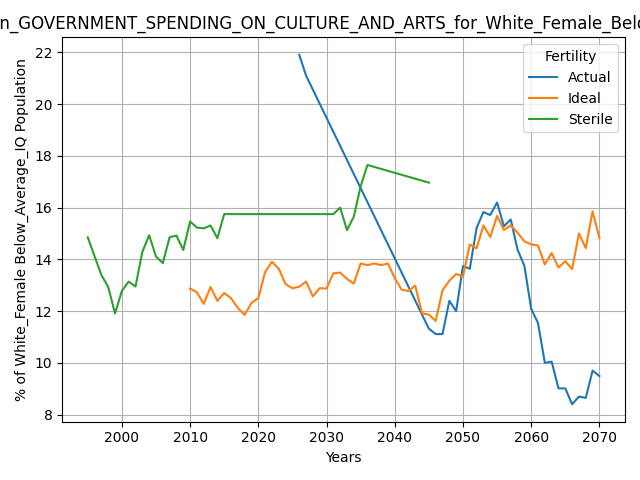 n_GOVERNMENT_SPENDING_ON_CULTURE_AND_ARTS_for_White_Female_Belo
% of White_Female Below_Average_IQ Population
22
20
18
16
14
12
10
8
Fertility
Actual
Ideal
Sterile
2000 2010 2020 2030 2040 2050 2060 2070
Years